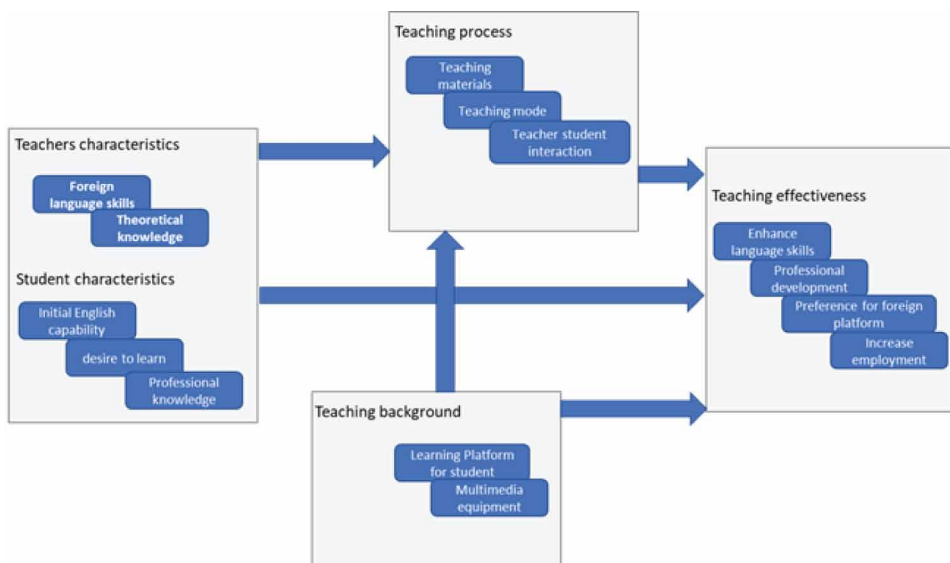 Teaching process
Teaching
materials
Teaching mode
Teacher student
interaction
Teachers characteristics
Foreign
language skills
Theoretical
knowledge
Student characteristics
Initial English
capability
desire to learn
Professional
knowledge
Teaching effectiveness
Enhance
language skills
Professional
development
Preference for foreign
platform
Increase
employment
Teaching background
Learning Platform
for student
Multimedia
equipment